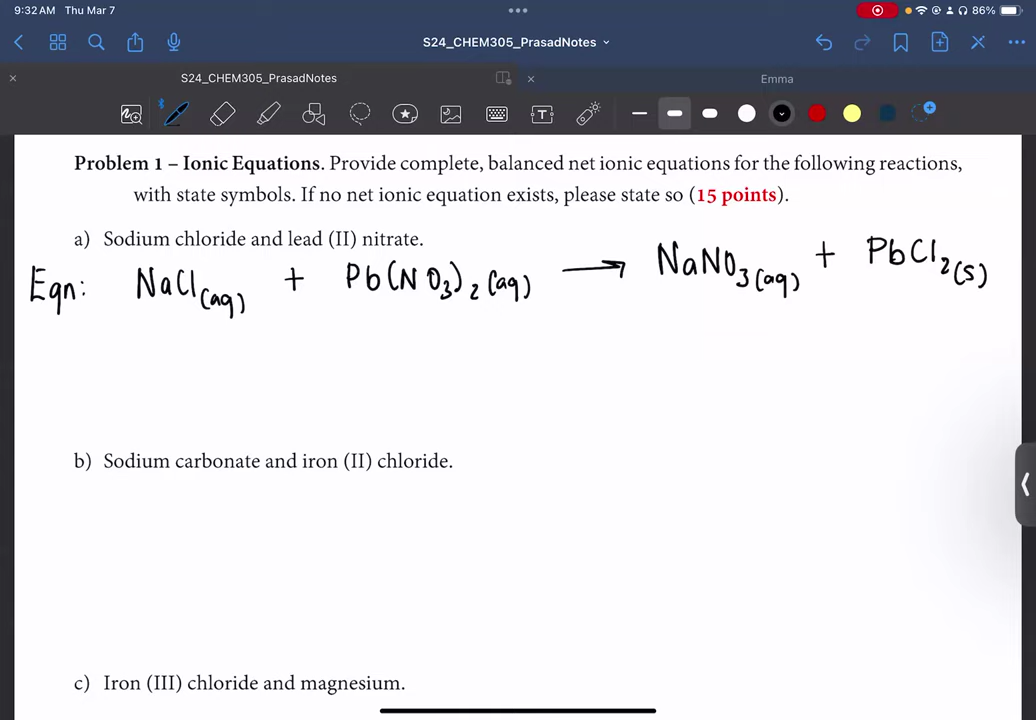 9:32 AM Thu Mar 7
86%
S24_CHEM305_PrasadNotes
S24_CHEM305_PrasadNotes
Emma
Problem 1 – Ionic Equations. Provide complete, balanced net ionic equations for the following reactions,
with state symbols. If no net ionic equation exists, please state so (15 points).
a) Sodium chloride and lead (II) nitrate.
Eqn: NaCl(aq) + Pb(NO3)2(aq) → NaNO3(aq) + PbCl2(s)
b) Sodium carbonate and iron (II) chloride.
c) Iron (III) chloride and magnesium.